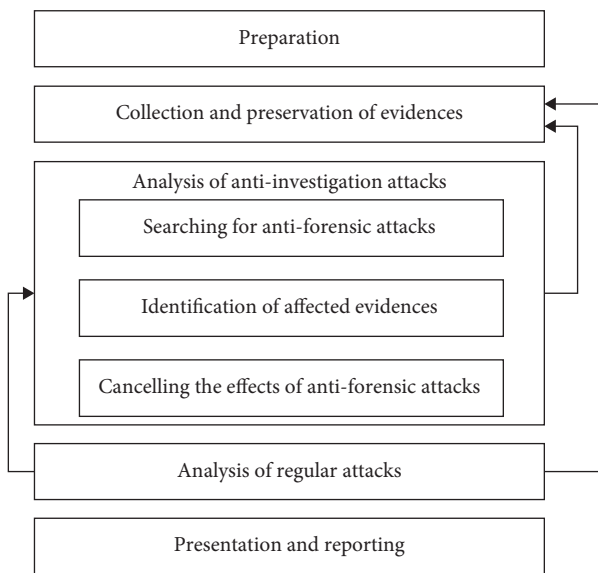 Preparation
Collection and preservation of evidences
Analysis of anti-investigation attacks
Searching for anti-forensic attacks
Identification of affected evidences
Cancelling the effects of anti-forensic attacks
Analysis of regular attacks
Presentation and reporting